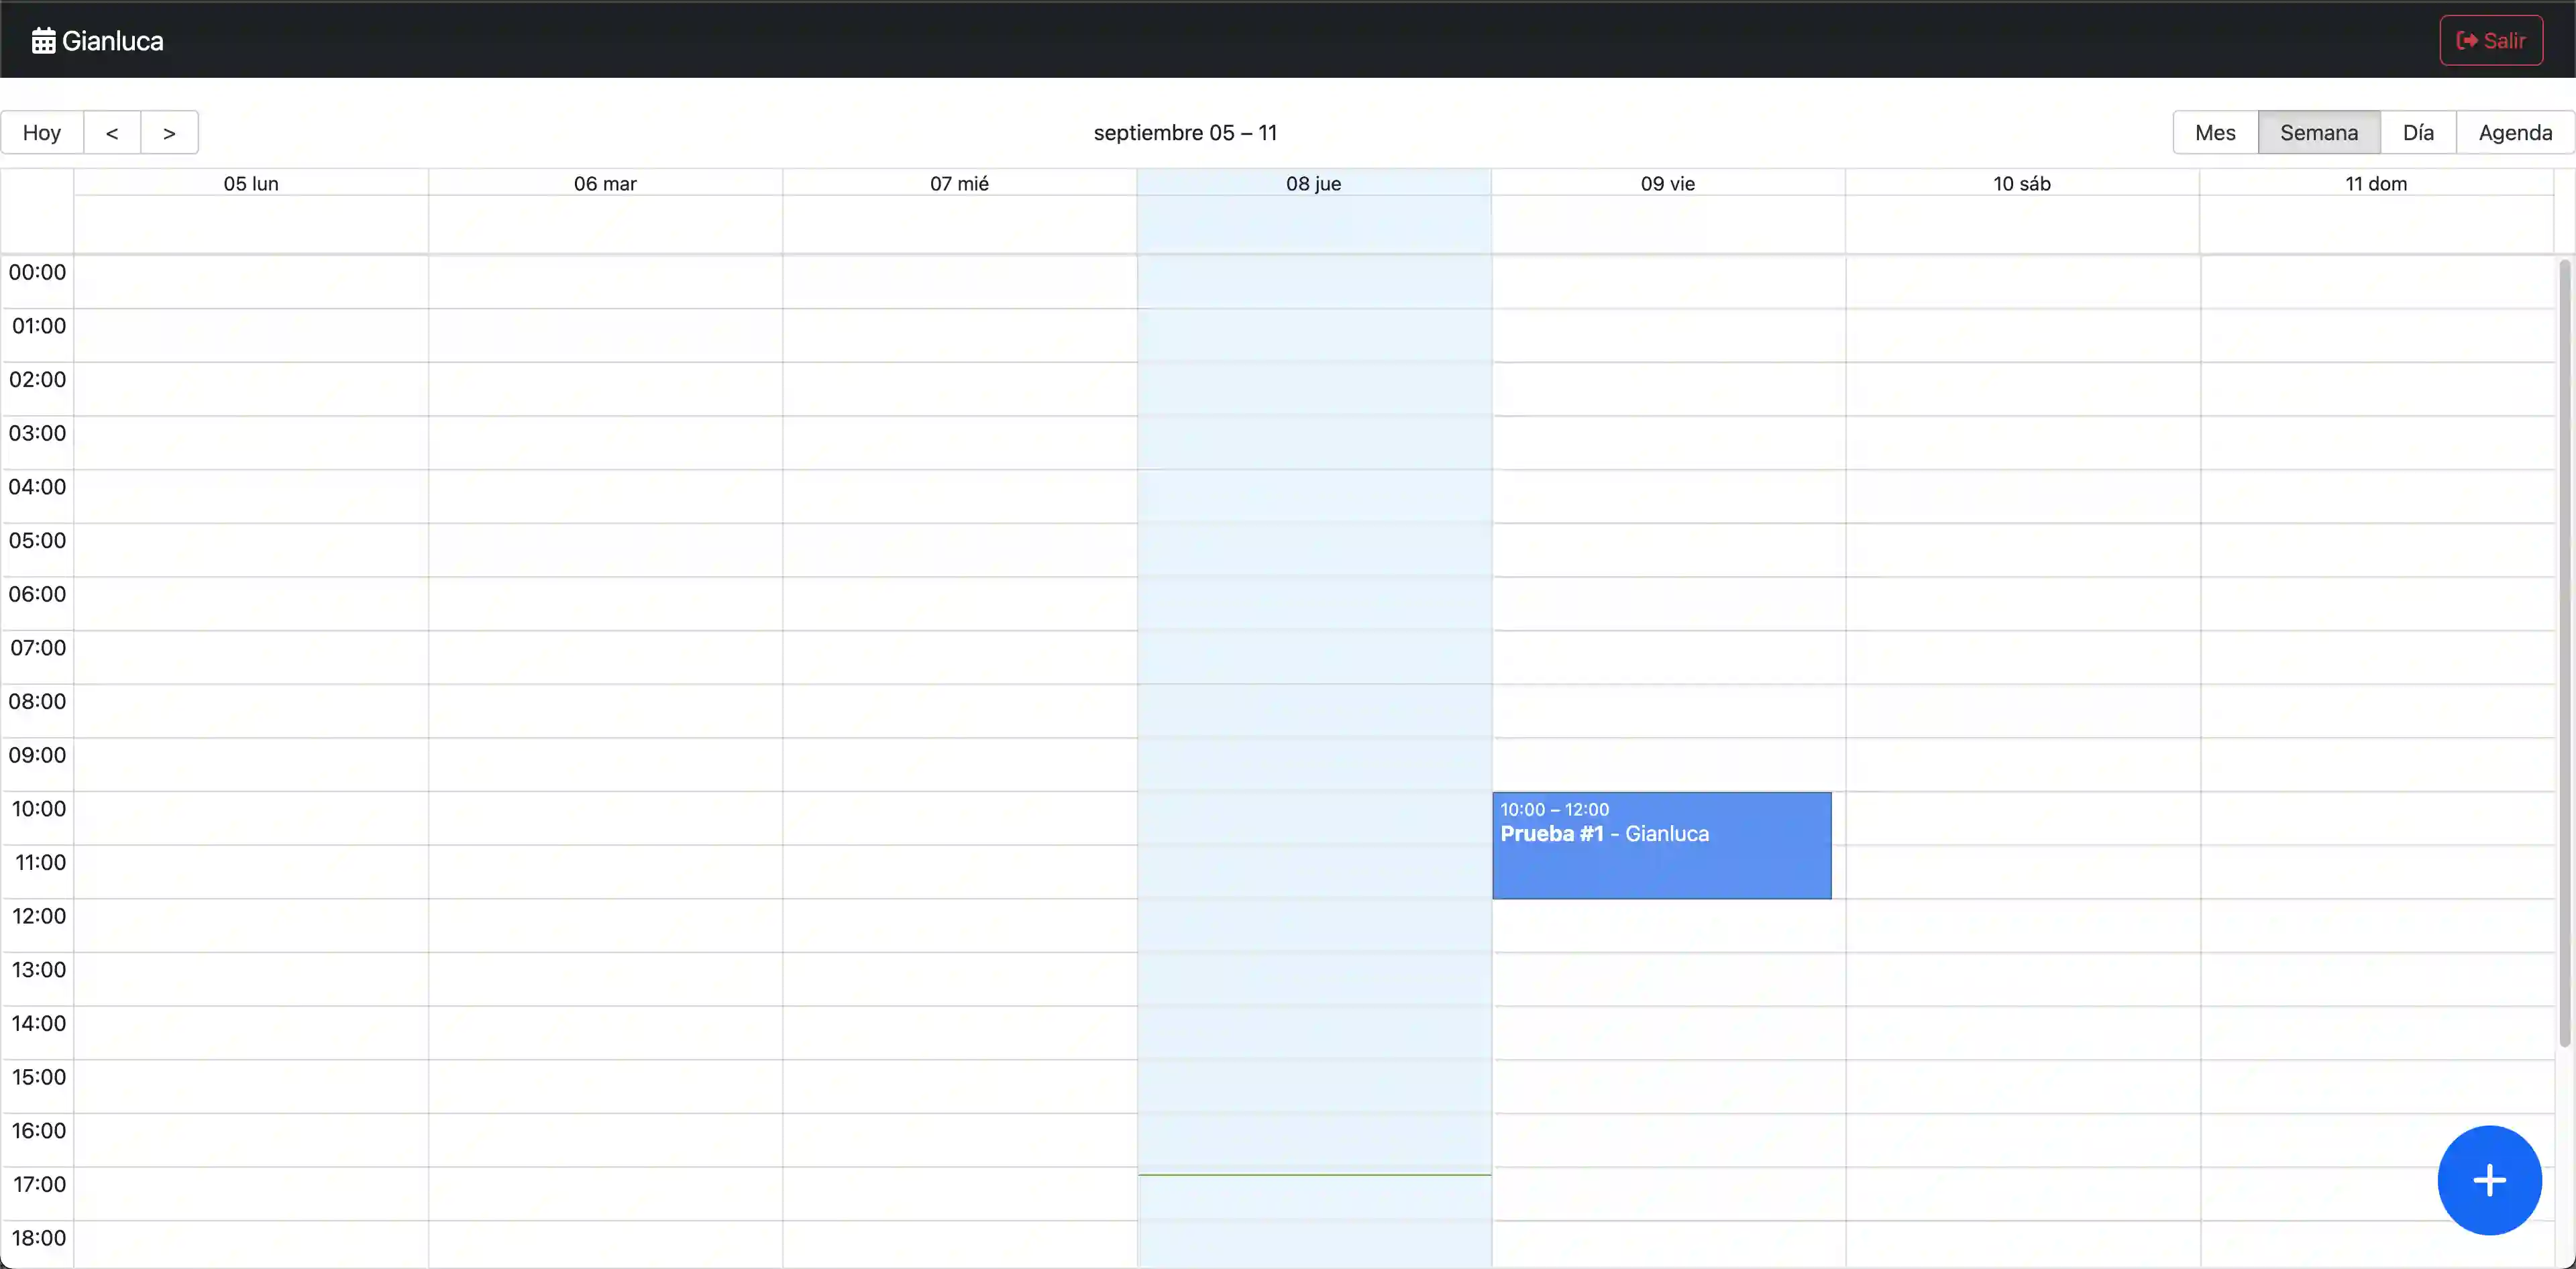 Gianluca
Salir
Hoy < >
septiembre 05 – 11
Mes Semana Día Agenda
05 lun 06 mar 07 mié 08 jue 09 vie 10 sáb 11 dom
00:00
01:00
02:00
03:00
04:00
05:00
06:00
07:00
08:00
09:00
10:00
10:00 – 12:00
Prueba #1 - Gianluca
11:00
12:00
13:00
14:00
15:00
16:00
17:00
18:00